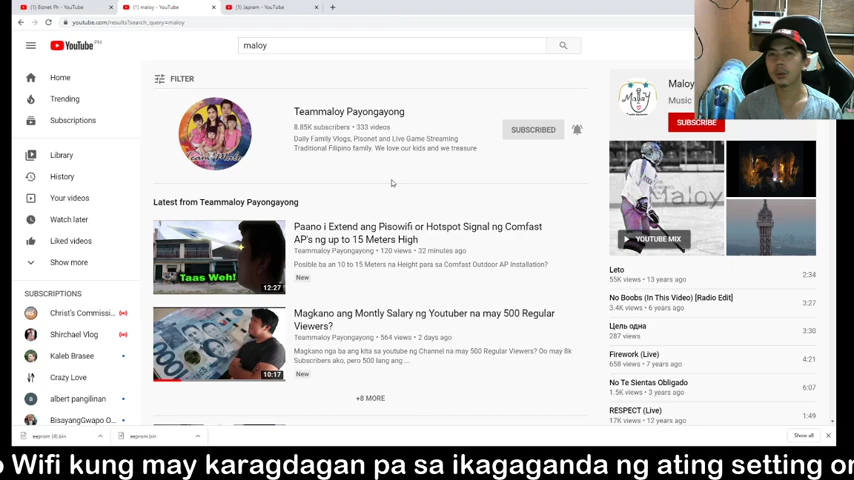 (1) Biznet Ph - YouTube
(1) maloy - YouTube
(1) Japram - YouTube
youtube.com/results?search_query=maloy
YouTube PH
maloy
Home
Trending
Subscriptions
Library
History
Your videos
Watch later
Liked videos
Show more
SUBSCRIPTIONS
Christ's Commissi...
Shirchael Vlog
Kaleb Brasee
Crazy Love
albert pangilinan
BisayangGwapo O...
FILTER
Teammaloy Payongayong
8.85K subscribers • 333 videos
Daily Family Vlogs, Pisonet and Live Game Streaming
Traditional Filipino family. We love our kids and we treasure
SUBSCRIBED
Latest from Teammaloy Payongayong
Taas Weh!
12:27
Paano i Extend ang Pisowifi or Hotspot Signal ng Comfast
AP's ng up to 15 Meters High
Teammaloy Payongayong • 120 views • 32 minutes ago
Posible ba an 10 to 15 Meters na Height para sa Comfast Outdoor AP Installation?
New
10:17
Magkano ang Montly Salary ng Youtuber na may 500 Regular
Viewers?
Teammaloy Payongayong • 564 views • 2 days ago
Magkano nga ba ang kita sa youtube ng Channel na may 500 Regular Viewers? Oo may 8k
Subscribers ako, pero 500 lang ang ...
New
+8 MORE
Maloy
Music
SUBSCRIBE
Maloy
YOUTUBE MIX
Leto
55K views • 13 years ago
2:34
No Boobs (In This Video) [Radio Edit]
3.4K views • 6 years ago
3:27
Цель одна
287 views
3:30
Firework (Live)
658 views • 7 years ago
4:21
No Te Sientas Obligado
1.5K views • 3 years ago
6:07
RESPECT (Live)
17K views • 12 years ago
1:49
eeprom (8).bin
eeprom.bin
Show all
o Wifi kung may karagdagan pa sa ikagaganda ng ating setting or